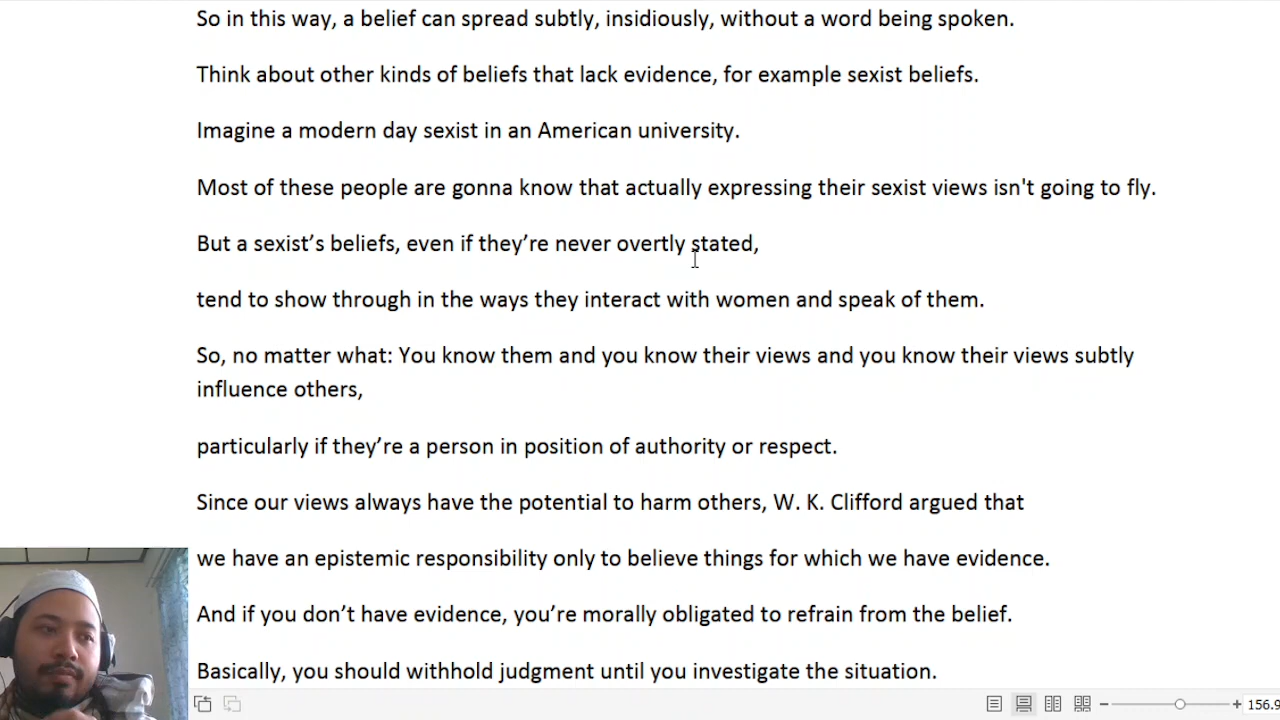 So in this way, a belief can spread subtly, insidiously, without a word being spoken.
Think about other kinds of beliefs that lack evidence, for example sexist beliefs.
Imagine a modern day sexist in an American university.
Most of these people are gonna know that actually expressing their sexist views isn't going to fly.
But a sexist’s beliefs, even if they’re never overtly stated,
tend to show through in the ways they interact with women and speak of them.
So, no matter what: You know them and you know their views and you know their views subtly
influence others,
particularly if they’re a person in position of authority or respect.
Since our views always have the potential to harm others, W. K. Clifford argued that
we have an epistemic responsibility only to believe things for which we have evidence.
And if you don’t have evidence, you’re morally obligated to refrain from the belief.
Basically, you should withhold judgment until you investigate the situation.
156.9